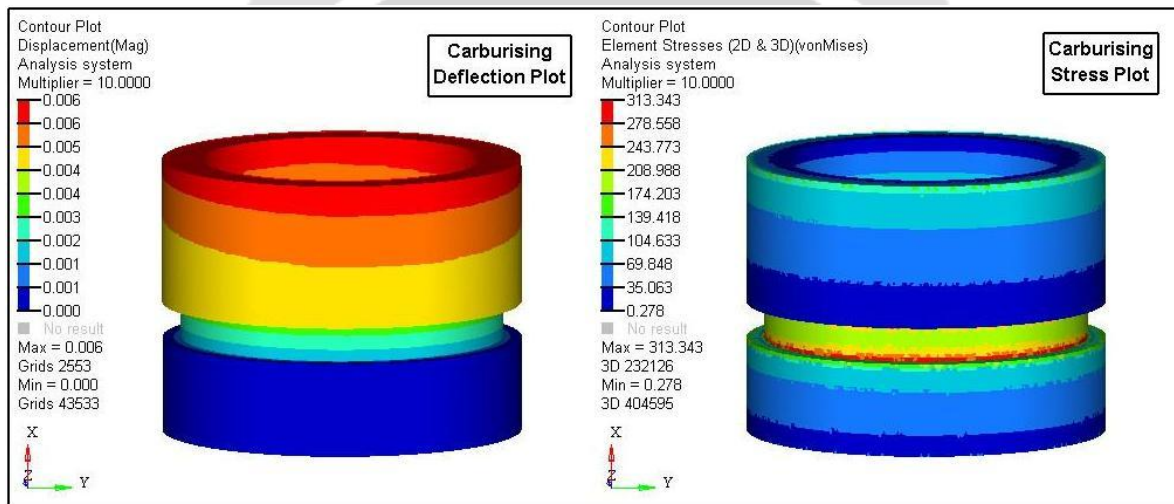 Contour Plot
Displacement(Mag)
Analysis system
Multiplier = 10.0000
0.006
0.006
0.005
0.004
0.004
0.003
0.002
0.001
0.001
0.000
No result
Max = 0.006
Grids 2553
Min = 0.000
Grids 43533
X
Z
Y
Carburising
Deflection Plot
Contour Plot
Element Stresses (2D & 3D)(vonMises)
Analysis system
Multiplier = 10.0000
313.343
278.558
243.773
208.988
174.203
139.418
104.633
69.848
35.063
0.278
No result
Max = 313.343
3D 232126
Min = 0.278
3D 404595
X
Z
Y
Carburising
Stress Plot